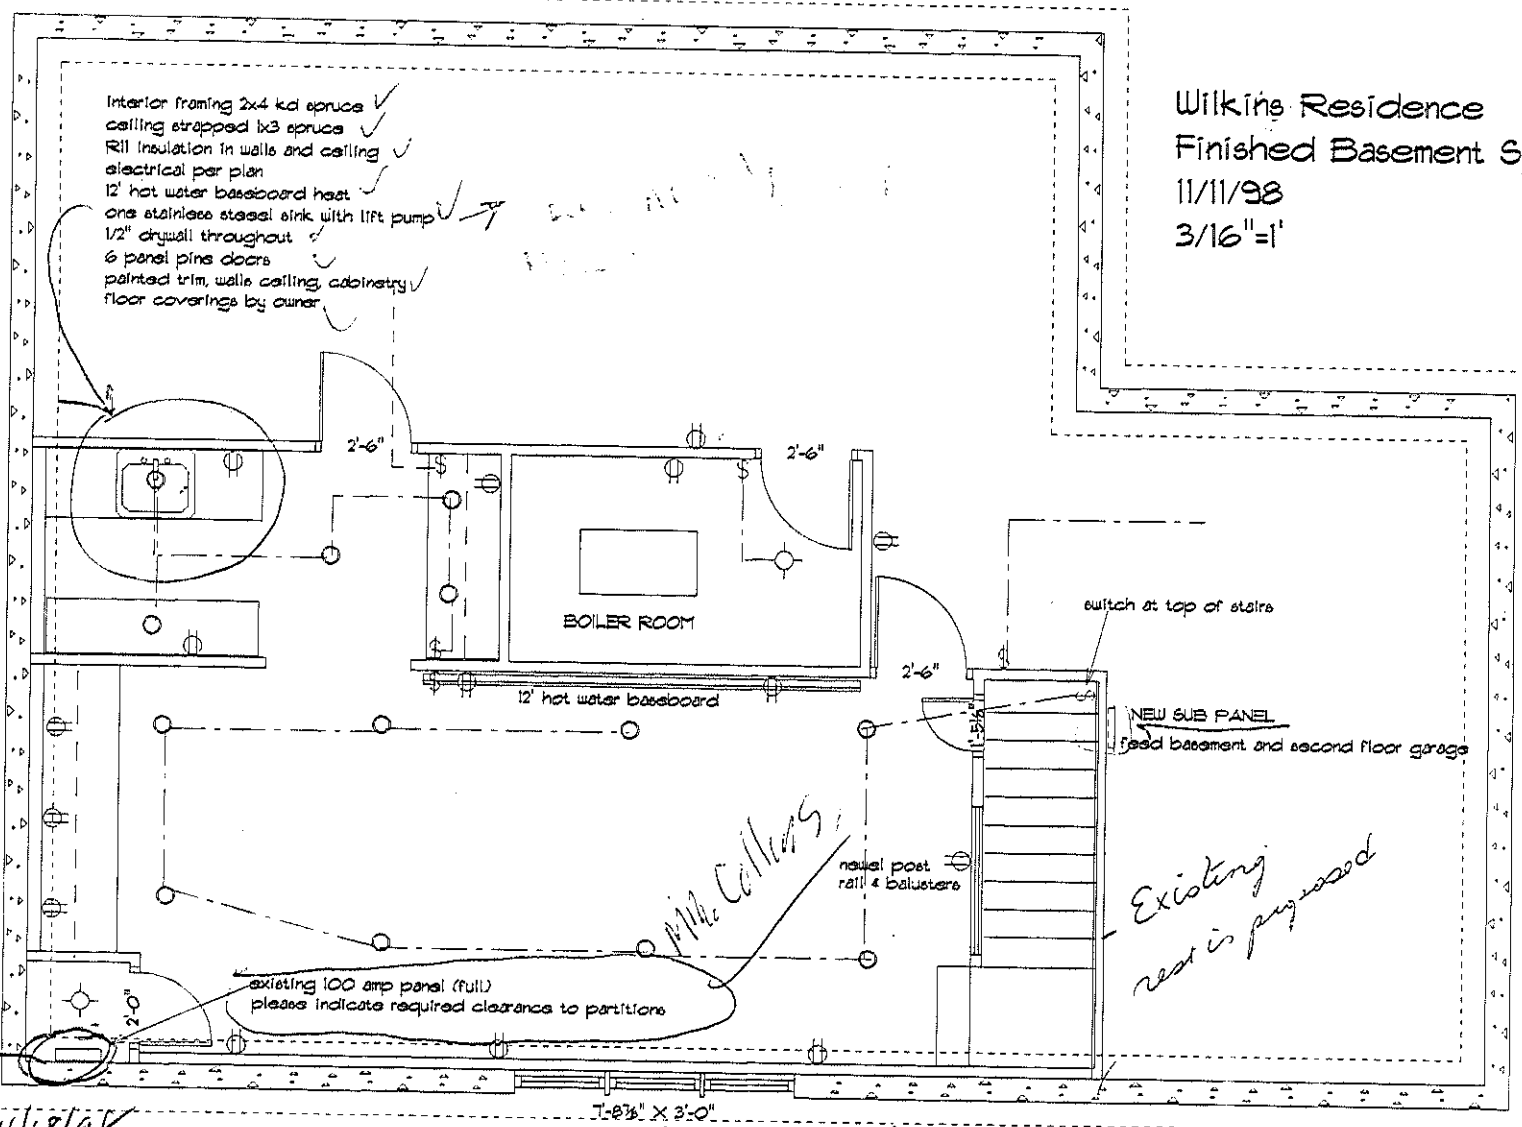 interior framing 2x4 kd spruce
ceiling strapped 1x3 spruce
R11 insulation in walls and ceiling
electrical per plan
12' hot water baseboard heat
one stainless steel sink with lift pump
1/2" drywall throughout
6 panel pine doors
painted trim, walls ceiling, cabinetry
floor coverings by owner
Wilkins Residence
Finished Basement S
11/11/98
3/16"=1'
2'-6"
2'-6"
BOILER ROOM
switch at top of stairs
2'-6"
12' hot water baseboard
NEW SUB PANEL
feed basement and second floor garage
newel post
rail & balusters
Existing
rest is proposed
existing 100 amp panel (full)
please indicate required clearance to partitions
2'-0"